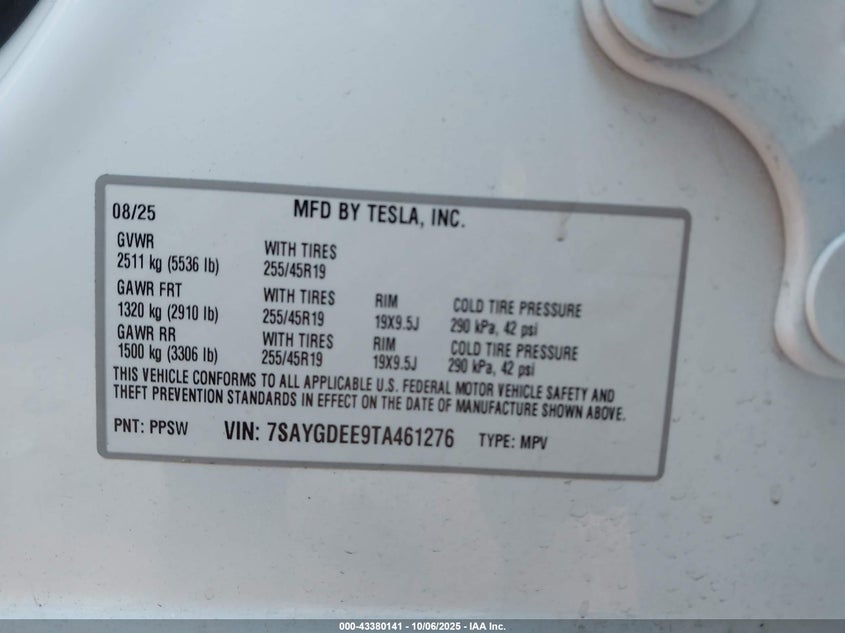 08/25 MFD BY TESLA, INC.
GVWR WITH TIRES
2511 kg (5536 lb) 255/45R19
GAWR FRT WITH TIRES RIM COLD TIRE PRESSURE
1320 kg (2910 lb) 255/45R19 19X9.5J 290 kPa, 42 psi
GAWR RR WITH TIRES RIM COLD TIRE PRESSURE
1500 kg (3306 lb) 255/45R19 19X9.5J 290 kPa, 42 psi
THIS VEHICLE CONFORMS TO ALL APPLICABLE U.S. FEDERAL MOTOR VEHICLE SAFETY AND
THEFT PREVENTION STANDARDS IN EFFECT ON THE DATE OF MANUFACTURE SHOWN ABOVE.
PNT: PPSW VIN: 7SAYGDEE9TA461276 TYPE: MPV
000-43380141 - 10/06/2025 - IAA Inc.